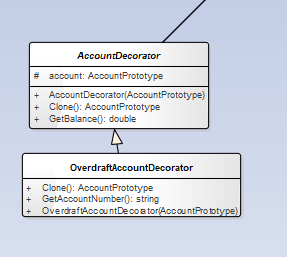 AccountDecorator
# account: AccountPrototype
+ AccountDecorator(AccountPrototype)
+ Clone(): AccountPrototype
+ GetBalance(): double
OverdraftAccountDecorator
+ Clone(): AccountPrototype
+ GetAccountNumber(): string
+ OverdraftAccountDecorator(AccountPrototype)